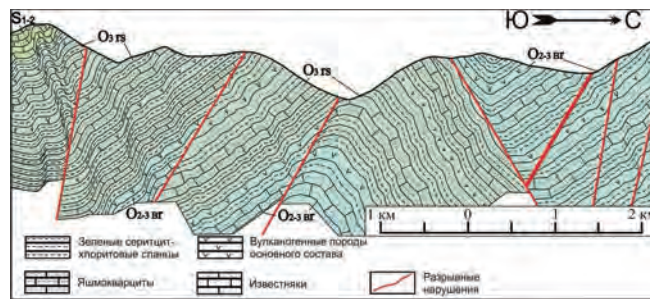 S1-2
O3 rs
Ю С
O3 rs
O2-3 вг
O2-3 вг
O2-3 вг
1 км 0 1 2 км
Зеленые серитцит-
хлоритовые сланцы
Вулканогенные породы
основного состава
Яшмокварциты
Известняки
Разрывные
нарушения